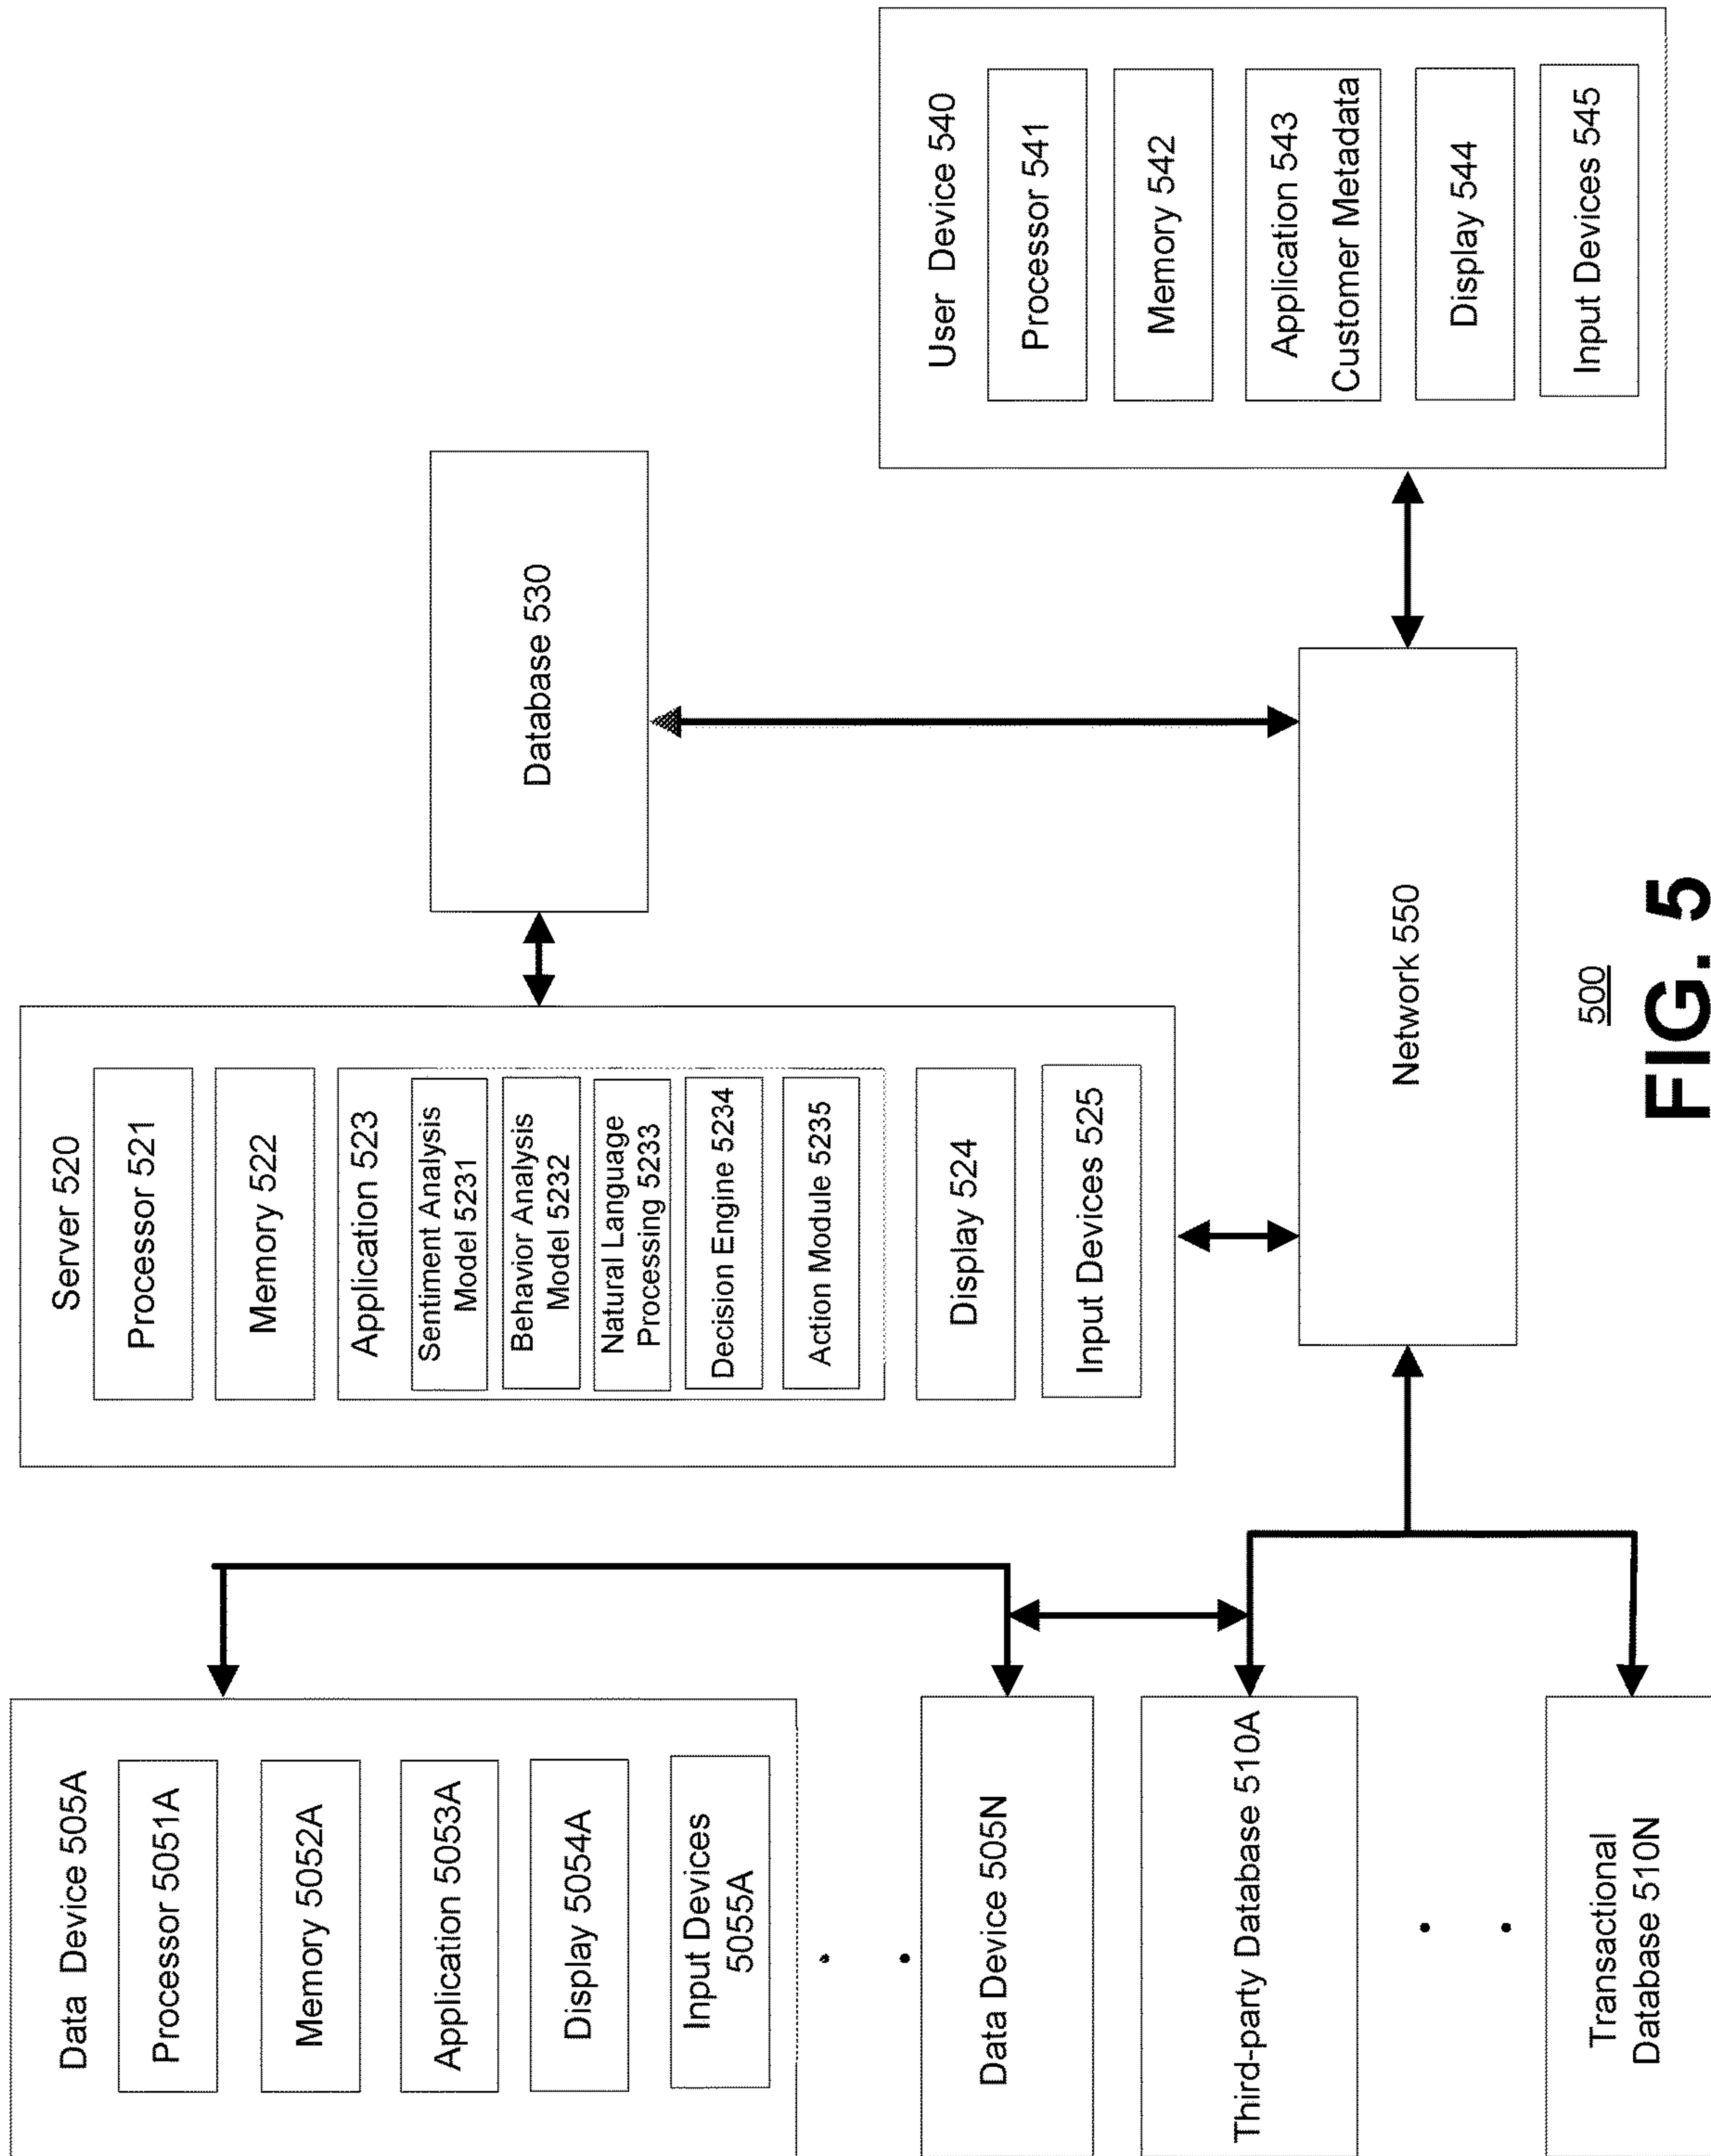 Data Device 505A
Processor 5051A
Memory 5052A
Application 5053A
Display 5054A
Input Devices
5055A
Data Device 505N
Third-party Database 510A
Transactional
Database 510N
Server 520
Processor 521
Memory 522
Application 523
Sentiment Analysis
Model 5231
Behavior Analysis
Model 5232
Natural Language
Processing 5233
Decision Engine 5234
Action Module 5235
Display 524
Input Devices 525
Database 530
Network 550
User Device 540
Processor 541
Memory 542
Application 543
Customer Metadata
Display 544
Input Devices 545
500
FIG. 5